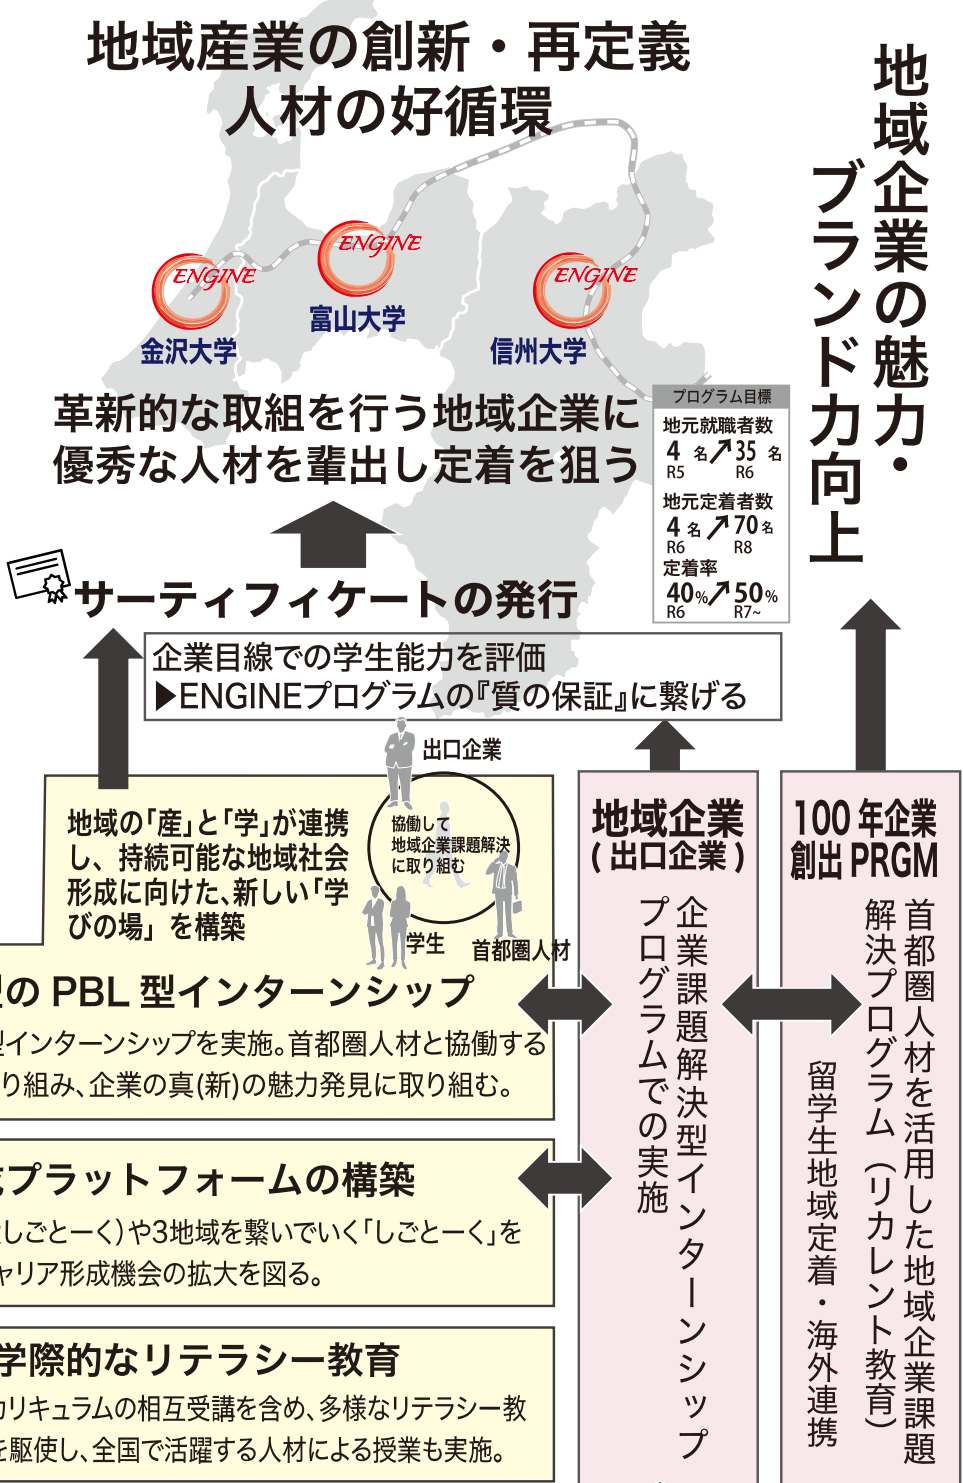 地域産業の創新・再定義
人材の好循環
地域企業の魅力・
ブランド力向上
ENGINE
金沢大学
ENGINE
富山大学
ENGINE
信州大学
革新的な取組を行う地域企業に
優秀な人材を輩出し定着を狙う
プログラム目標
地元就職者数
4名 35名
R5 R6
地元定着者数
4名 70名
R6 R8
定着率
40% 50%
R6 R7~
サーティフィケートの発行
企業目線での学生能力を評価
▶ENGINEプログラムの『質の保証』に繋げる
地域の「産」と「学」が連携
し、持続可能な地域社会
形成に向けた、新しい「学
びの場」を構築
出口企業
協働して
地域企業課題解決
に取り組む
学生
首都圏人材
型のPBL型インターンシップ
型インターンシップを実施。首都圏人材と協働する
り組み、企業の真(新)の魅力発見に取り組む。
プラットフォームの構築
しごとーく)や3地域を繋いでいく「しごとーく」を
ャリア形成機会の拡大を図る。
学際的なリテラシー教育
カリキュラムの相互受講を含め、多様なリテラシー教
を駆使し、全国で活躍する人材による授業も実施。
地域企業
(出口企業)
企業課題解決型インターンシップ
プログラムでの実施
100年企業
創出PRGM
首都圏人材を活用した地域企業課題
解決プログラム(リカレント教育)
留学生地域定着・海外連携